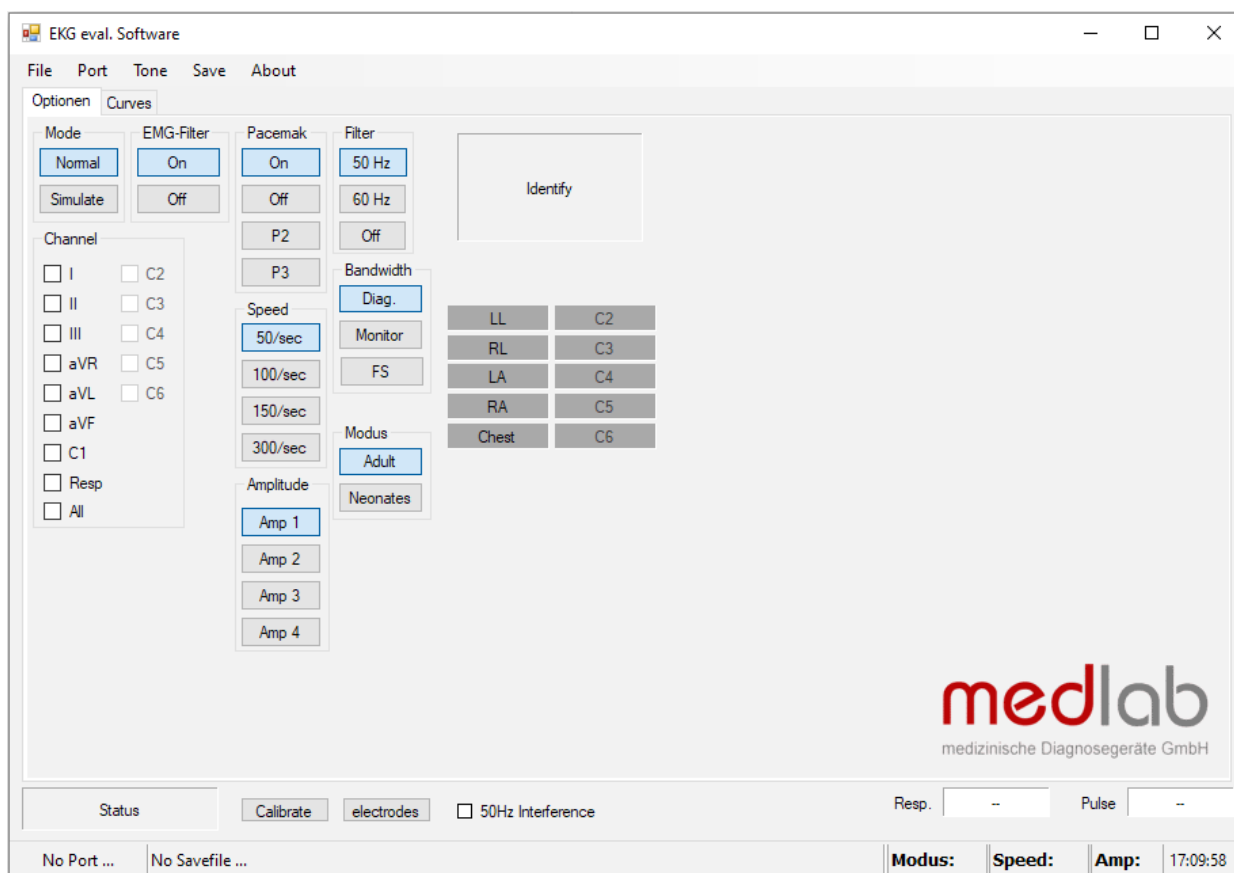 EKG eval. Software
File Port Tone Save About
Optionen Curves
Mode
Normal
Simulate
EMG-Filter
On
Off
Pacemak
On
Off
P2
P3
Filter
50 Hz
60 Hz
Off
Identify
Channel
I C2
II C3
III C4
aVR C5
aVL C6
aVF
C1
Resp
All
Speed
50/sec
100/sec
150/sec
300/sec
Bandwidth
Diag.
Monitor
FS
LL C2
RL C3
LA C4
RA C5
Chest C6
Modus
Adult
Neonates
Amplitude
Amp 1
Amp 2
Amp 3
Amp 4
medlab
medizinische Diagnosegeräte GmbH
Status Calibrate electrodes 50Hz Interference Resp. -- Pulse --
No Port ... No Savefile ... Modus: Speed: Amp: 17:09:58